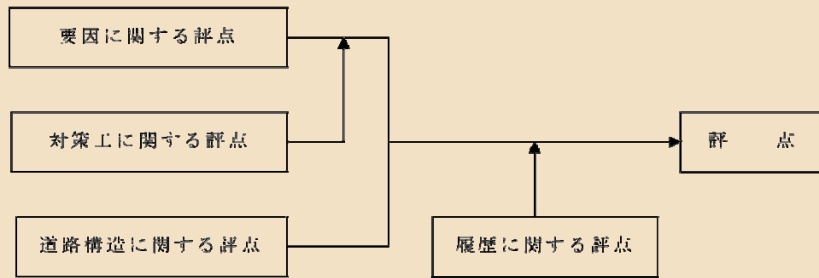 要因に関する評点
対策工に関する評点
評 点
道路構造に関する評点
履歴に関する評点